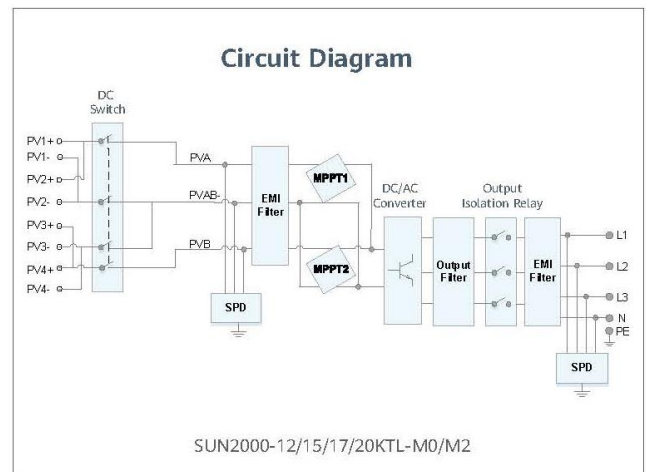 Circuit Diagram
DC
Switch
PV1+
PV1-
PV2+
PV2-
PV3+
PV3-
PV4+
PV4-
PVA
PVAB-
PVB
EMI
Filter
SPD
MPPT1
MPPT2
DC/AC
Converter
Output
Filter
Output
Isolation Relay
EMI
Filter
L1
L2
L3
N
PE
SPD
SUN2000-12/15/17/20KTL-M0/M2